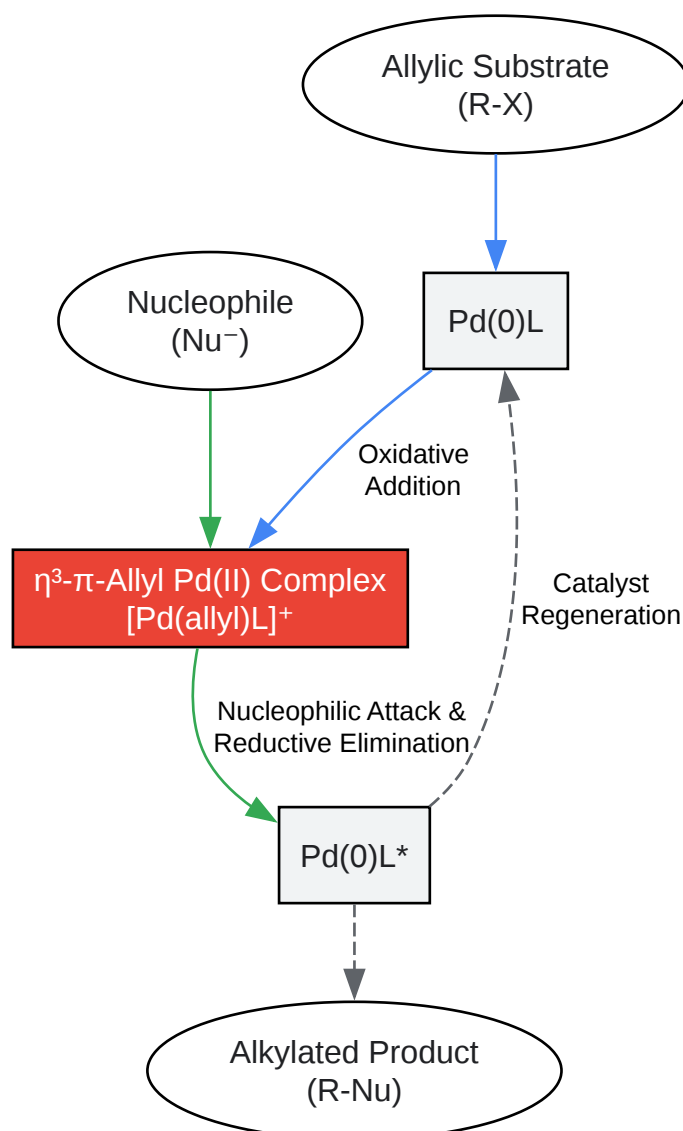 Allylic Substrate
(R-X)
Pd(0)L
Nucleophile
(Nu⁻)
Oxidative
Addition
η³-π-Allyl Pd(II) Complex
[Pd(allyl)L]⁺
Catalyst
Regeneration
Nucleophilic Attack &
Reductive Elimination
Pd(0)L*
Alkylated Product
(R-Nu)